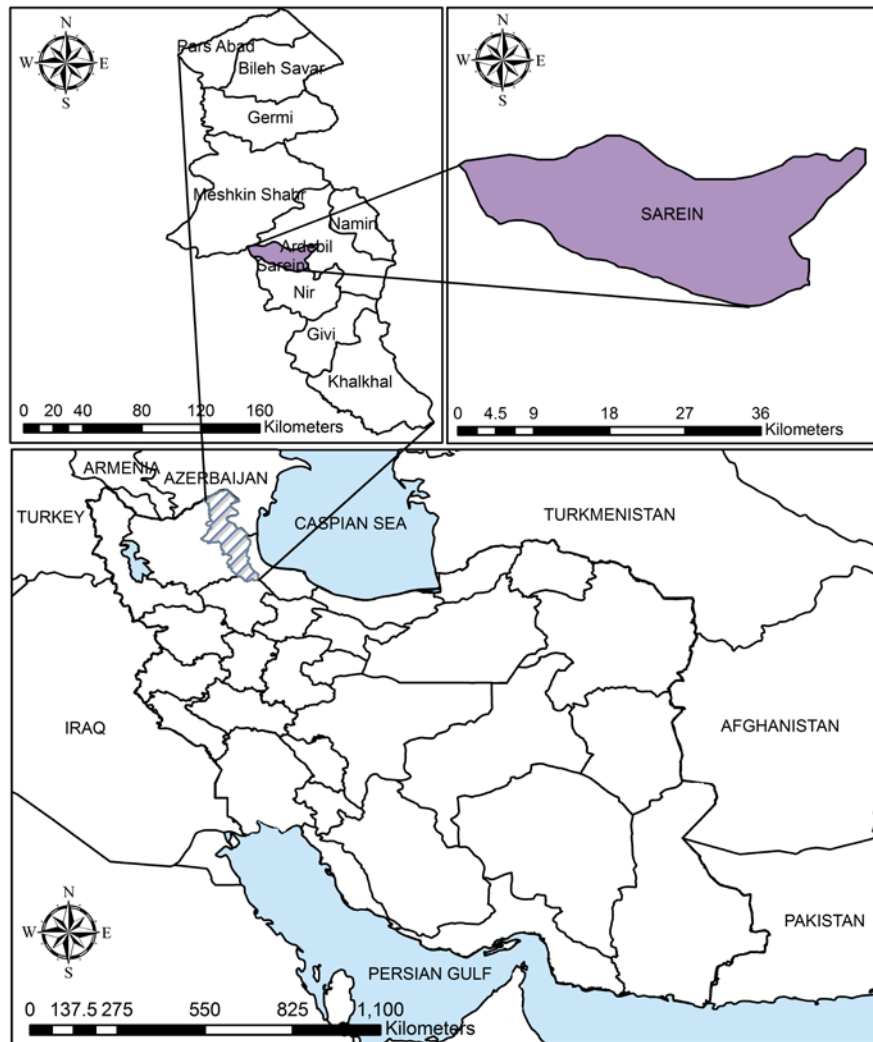 N
W E
S
Pars Abad
Bileh Savar
Germi
Meshkin Shahr
Namin
Ardebil
Sarein
Nir
Givi
Khalkhal
0 20 40 80 120 160
Kilometers
N
W E
S
SAREIN
0 4.5 9 18 27 36
Kilometers
ARMENIA
AZERBAIJAN
TURKEY
CASPIAN SEA
TURKMENISTAN
IRAQ
AFGHANISTAN
PAKISTAN
PERSIAN GULF
N
W E
S
0 137.5 275 550 825 1,100
Kilometers